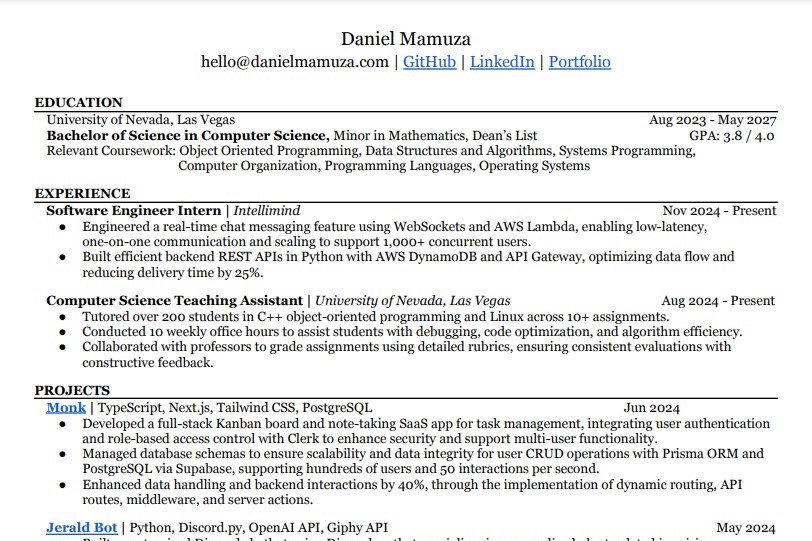 Daniel Mamuza
hello@danielmamuza.com | GitHub | LinkedIn | Portfolio
EDUCATION
University of Nevada, Las Vegas Aug 2023 - May 2027
Bachelor of Science in Computer Science, Minor in Mathematics, Dean's List GPA: 3.8 / 4.0
Relevant Coursework: Object Oriented Programming, Data Structures and Algorithms, Systems Programming,
Computer Organization, Programming Languages, Operating Systems
EXPERIENCE
Software Engineer Intern | Intellimind Nov 2024 - Present
● Engineered a real-time chat messaging feature using WebSockets and AWS Lambda, enabling low-latency,
one-on-one communication and scaling to support 1,000+ concurrent users.
● Built efficient backend REST APIs in Python with AWS DynamoDB and API Gateway, optimizing data flow and
reducing delivery time by 25%.
Computer Science Teaching Assistant | University of Nevada, Las Vegas Aug 2024 - Present
● Tutored over 200 students in C++ object-oriented programming and Linux across 10+ assignments.
● Conducted 10 weekly office hours to assist students with debugging, code optimization, and algorithm efficiency.
● Collaborated with professors to grade assignments using detailed rubrics, ensuring consistent evaluations with
constructive feedback.
PROJECTS
Monk | TypeScript, Next.js, Tailwind CSS, PostgreSQL Jun 2024
● Developed a full-stack Kanban board and note-taking SaaS app for task management, integrating user authentication
and role-based access control with Clerk to enhance security and support multi-user functionality.
● Managed database schemas to ensure scalability and data integrity for user CRUD operations with Prisma ORM and
PostgreSQL via Supabase, supporting hundreds of users and 50 interactions per second.
● Enhanced data handling and backend interactions by 40%, through the implementation of dynamic routing, API
routes, middleware, and server actions.
Jerald Bot | Python, Discord.py, OpenAI API, Giphy API May 2024